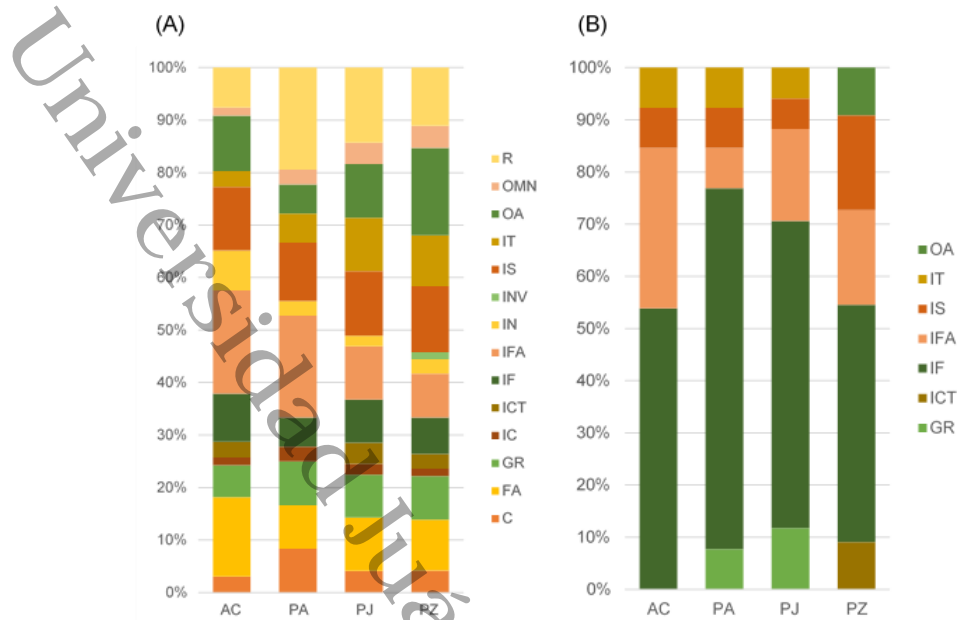 (A)
100%
90%
80%
70%
60%
50%
40%
30%
20%
10%
0%
AC PA PJ PZ
R
OMN
OA
IT
IS
INV
IN
IFA
IF
ICT
IC
GR
FA
C
(B)
100%
90%
80%
70%
60%
50%
40%
30%
20%
10%
0%
AC PA PJ PZ
OA
IT
IS
IFA
IF
ICT
GR
Universidad Juá